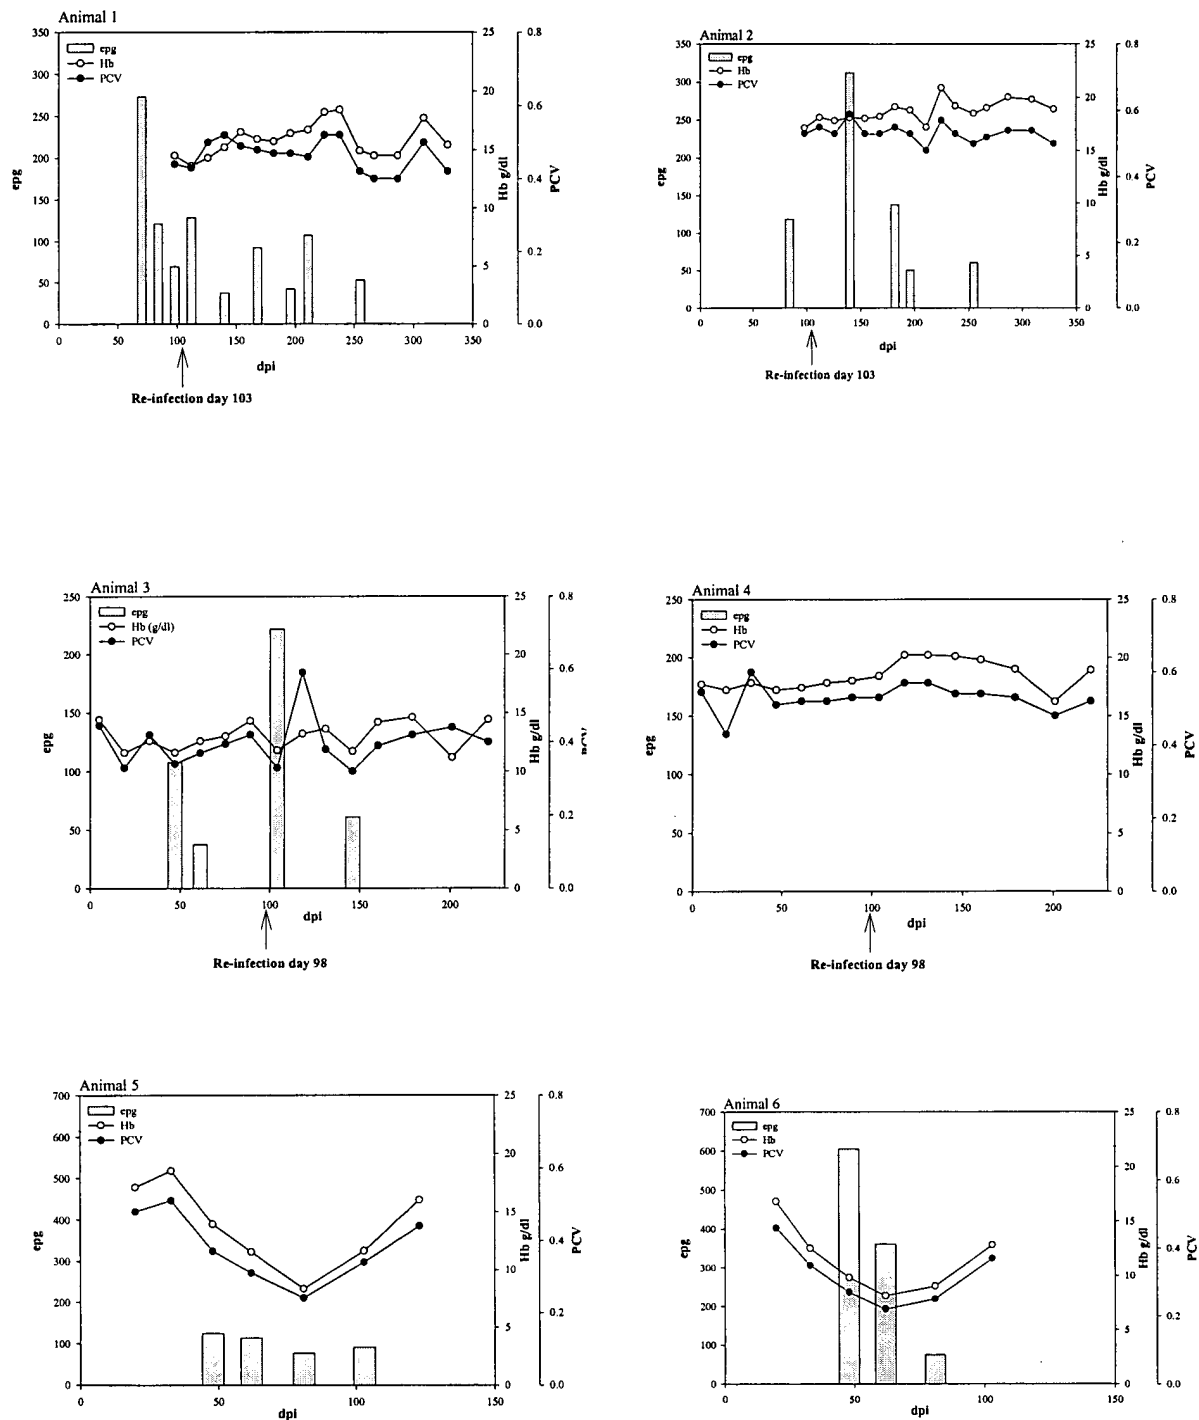 Animal 1
350
300
250
200
150
100
50
0
epg
epg
Hb
PCV
25
20
15
10
5
0
Hb g/dl
0.8
0.6
0.4
0.2
0.0
PCV
0 50 100 150 200 250 300 350
dpi
Re-infection day 103
Animal 2
350
300
250
200
150
100
50
0
epg
epg
Hb
PCV
25
20
15
10
5
0
Hb g/dl
0.8
0.6
0.4
0.2
0.0
PCV
0 50 100 150 200 250 300 350
dpi
Re-infection day 103
Animal 3
250
200
150
100
50
0
epg
epg
Hb (g/dl)
PCV
25
20
15
10
5
0
Hb g/dl
0.8
0.6
0.4
0.2
0.0
PCV
0 50 100 150 200
dpi
Re-infection day 98
Animal 4
250
200
150
100
50
0
epg
epg
Hb
PCV
25
20
15
10
5
0
Hb g/dl
0.8
0.6
0.4
0.2
0.0
PCV
0 50 100 150 200
dpi
Re-infection day 98
Animal 5
700
600
500
400
300
200
100
0
epg
epg
Hb
PCV
25
20
15
10
5
0
Hb g/dl
0.8
0.6
0.4
0.2
0.0
PCV
0 50 100 150
dpi
Animal 6
700
600
500
400
300
200
100
0
epg
epg
Hb
PCV
25
20
15
10
5
0
Hb g/dl
0.8
0.6
0.4
0.2
0.0
PCV
0 50 100 150
dpi